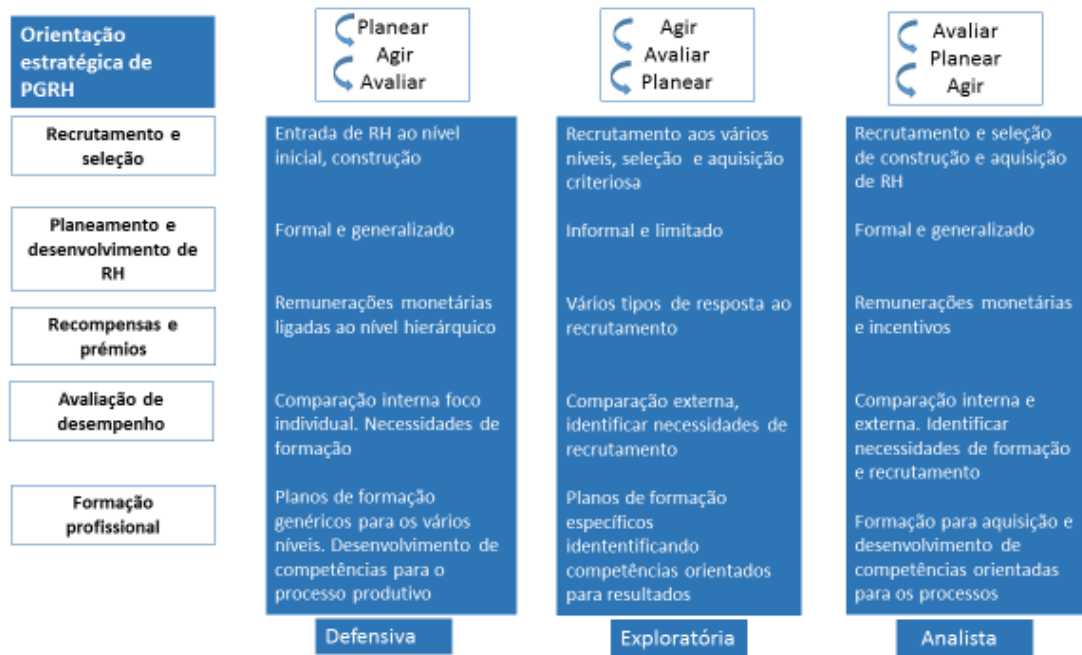 Orientação
estratégica de
PGRH
Planear
Agir
Avaliar
Agir
Avaliar
Planear
Avaliar
Planear
Agir
Recrutamento e
seleção
Entrada de RH ao nível
inicial, construção
Recrutamento aos vários
níveis, seleção e aquisição
criteriosa
Recrutamento e seleção
de construção e aquisição
de RH
Planeamento e
desenvolvimento de
RH
Formal e generalizado
Informal e limitado
Formal e generalizado
Recompensas e
prémios
Remunerações monetárias
ligadas ao nível hierárquico
Vários tipos de resposta ao
recrutamento
Remunerações monetárias
e incentivos
Avaliação de
desempenho
Comparação interna foco
individual. Necessidades de
formação
Comparação externa,
identificar necessidades de
recrutamento
Comparação interna e
externa. Identificar
necessidades de formação
e recrutamento
Formação
profissional
Planos de formação
genéricos para os vários
níveis. Desenvolvimento de
competências para o
processo produtivo
Planos de formação
específicos
idententificando
competências orientados
para resultados
Formação para aquisição e
desenvolvimento de
competências orientadas
para os processos
Defensiva
Exploratória
Analista